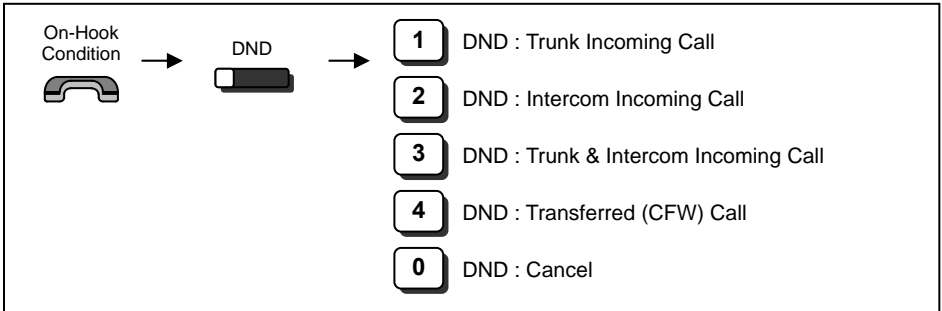 On-Hook
Condition
DND
1 DND : Trunk Incoming Call
2 DND : Intercom Incoming Call
3 DND : Trunk & Intercom Incoming Call
4 DND : Transferred (CFW) Call
0 DND : Cancel